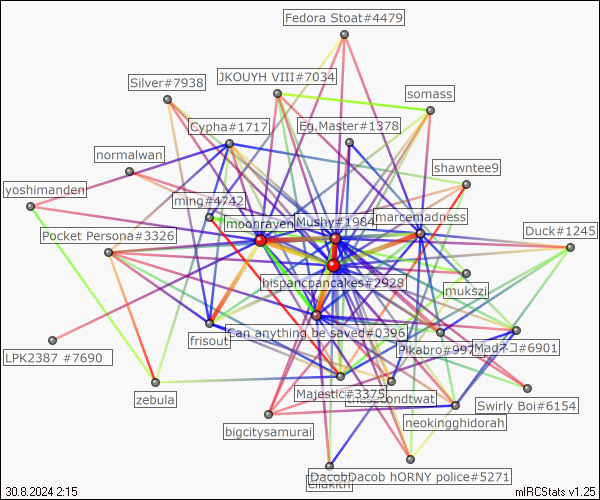 Fedora Stoat#4479
JKOUYH VIII#7034
Silver#7938
somass
Cypha#1717
Eg.Master#1378
normalwan
shawntee9
yoshimanden
ming#4742
moonraven
Mushy#1984
marcemadness
Pocket Persona#3326
Duck#1245
hispancpancakes#2928
mukszi
Can anything be saved#0396
frisout
Pikabro#997
Madネコ#6901
LPK2387 #7690
zebula
Majestic#3375
thesecondtwat
Swirly Boi#6154
neokingghidorah
bigcitysamurai
DacobDacob hORNY police#5271
cliakith
30.8.2024 2:15
mIRCStats v1.25